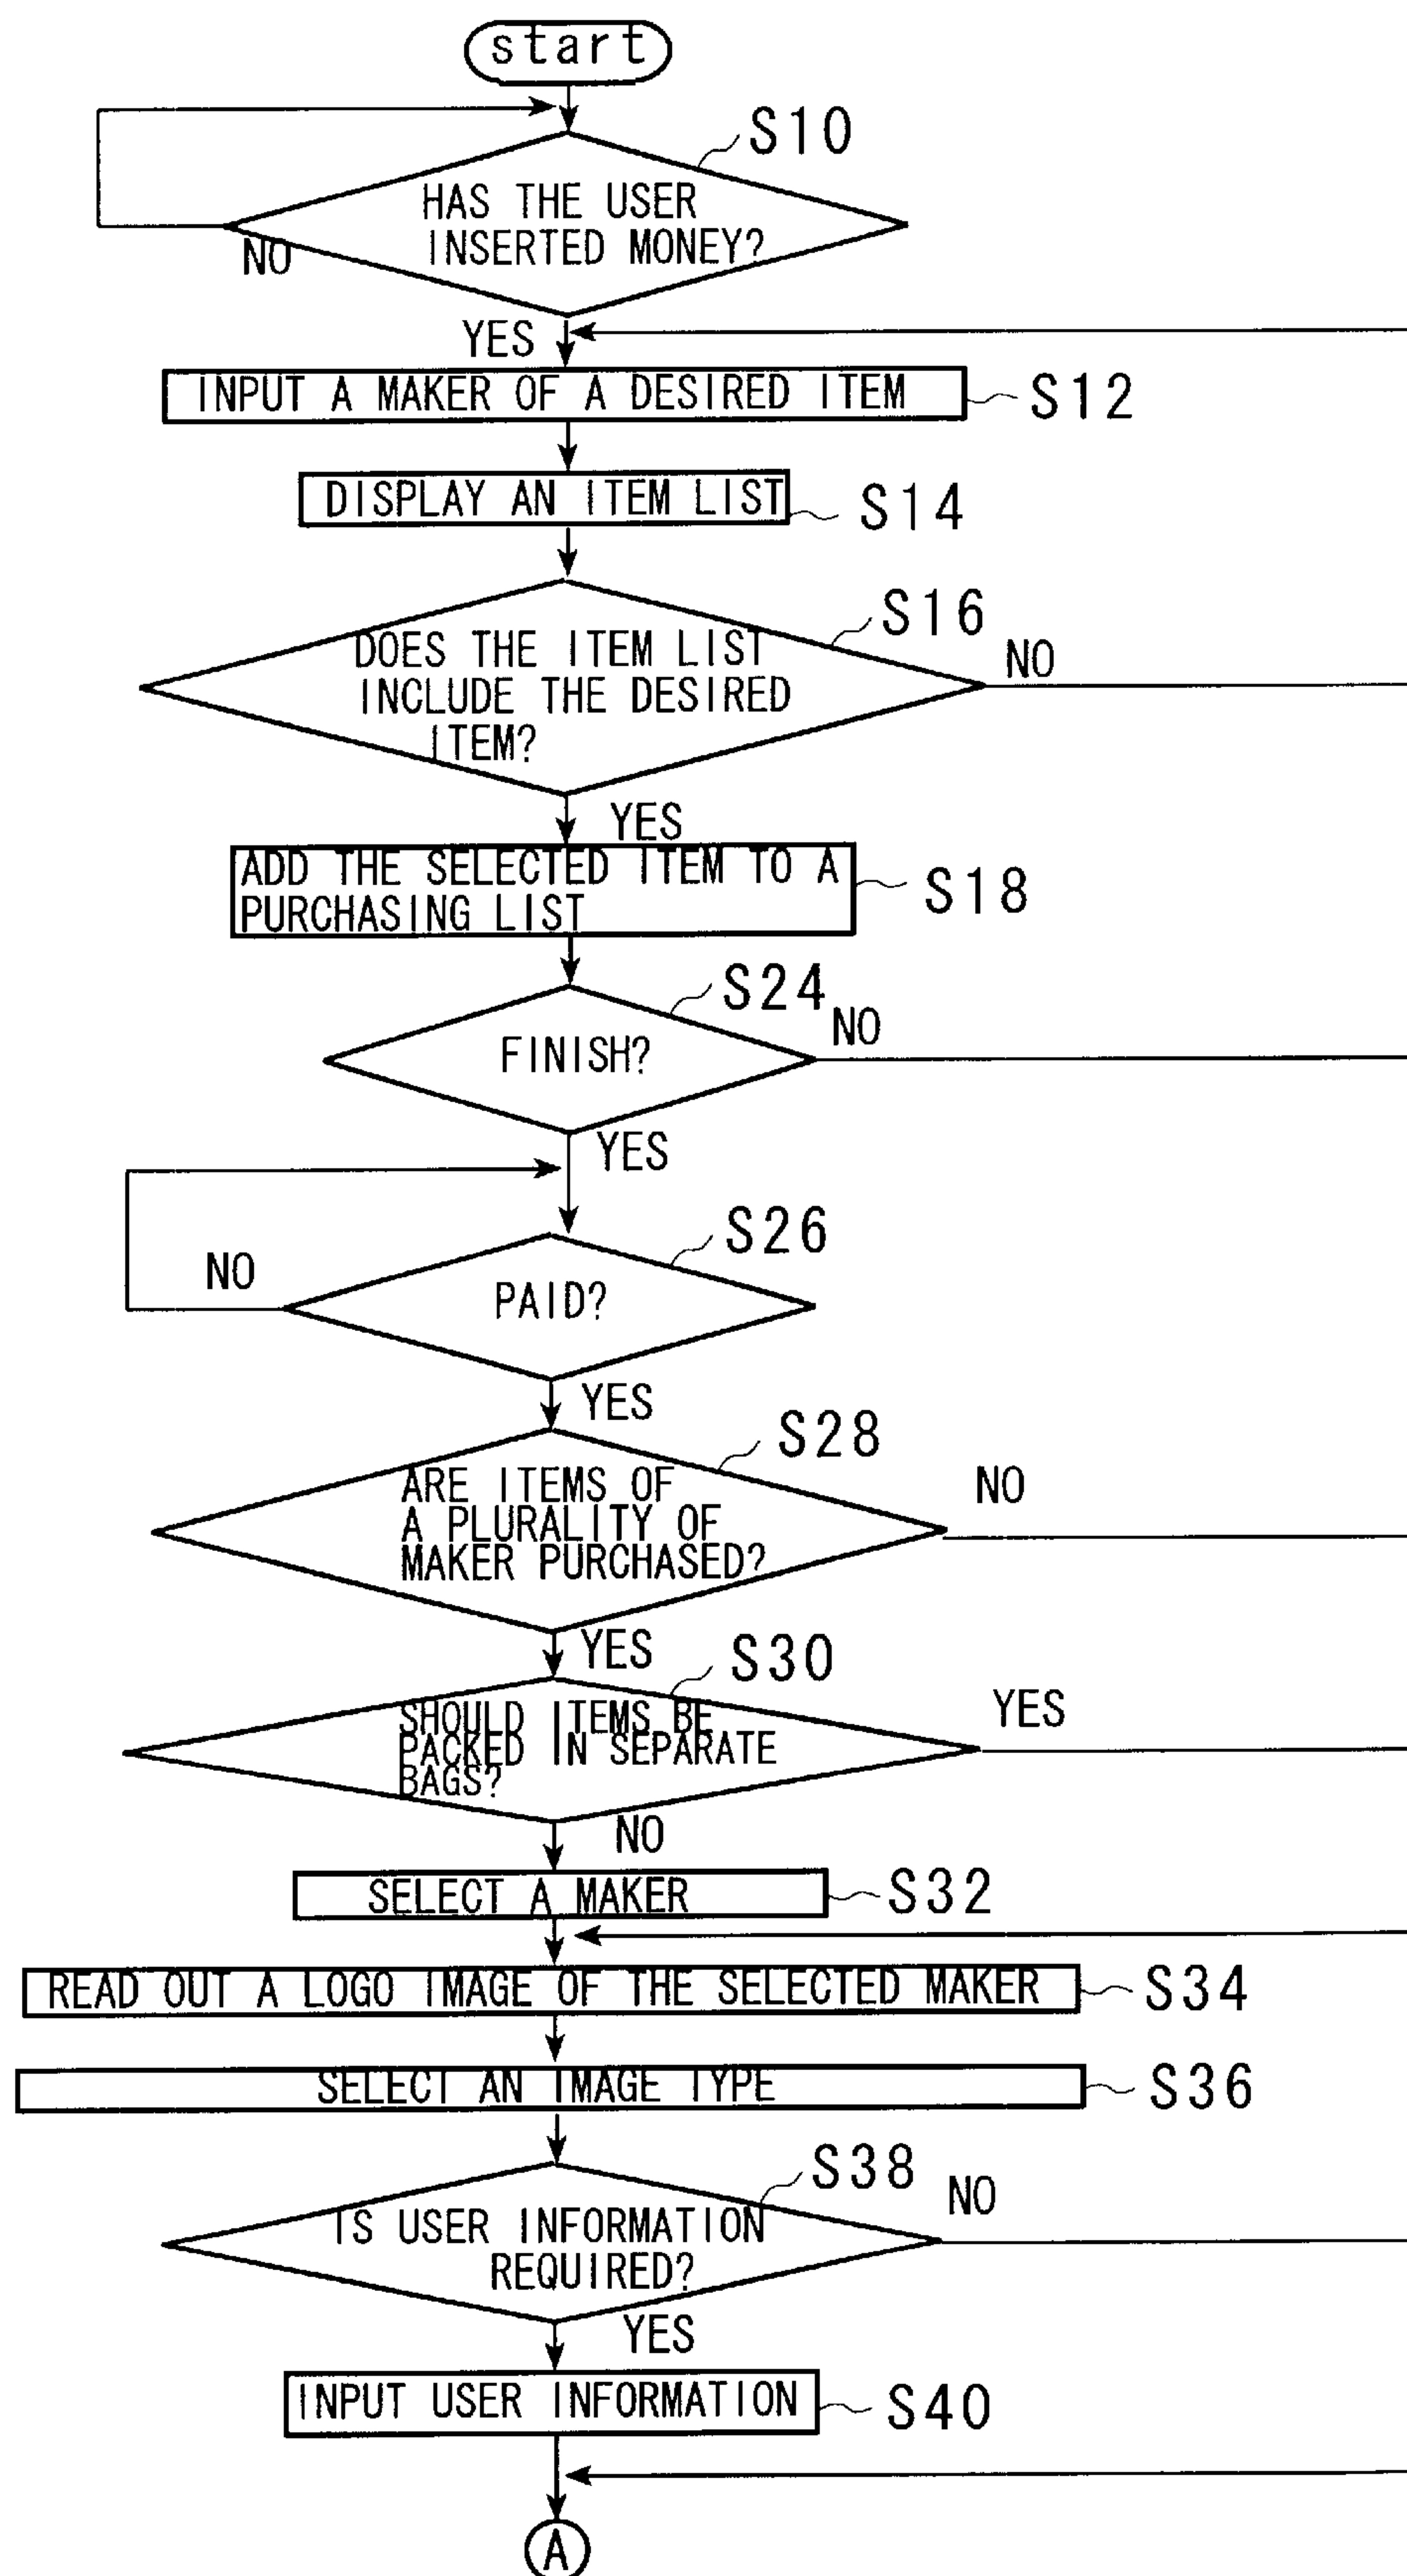 start
S10
HAS THE USER
INSERTED MONEY?
NO
YES
INPUT A MAKER OF A DESIRED ITEM
S12
DISPLAY AN ITEM LIST
S14
S16
DOES THE ITEM LIST
INCLUDE THE DESIRED
ITEM?
NO
YES
ADD THE SELECTED ITEM TO A
PURCHASING LIST
S18
S24
FINISH?
NO
YES
S26
NO
PAID?
YES
S28
ARE ITEMS OF
A PLURALITY OF
MAKER PURCHASED?
NO
YES
S30
SHOULD ITEMS BE
PACKED IN SEPARATE
BAGS?
YES
NO
SELECT A MAKER
S32
READ OUT A LOGO IMAGE OF THE SELECTED MAKER
S34
SELECT AN IMAGE TYPE
S36
S38
IS USER INFORMATION
REQUIRED?
NO
YES
INPUT USER INFORMATION
S40
A